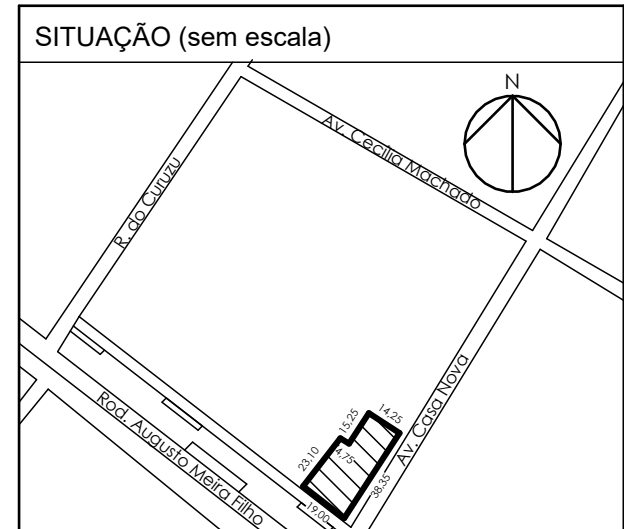 SITUAÇÃO (sem escala)
N
Av. Cecília Machado
R. do Curuzu
Av. Casa Nova
14,25
15,25
4,75
23,10
38,35
19,00
Rod. Augusto Meira Filho